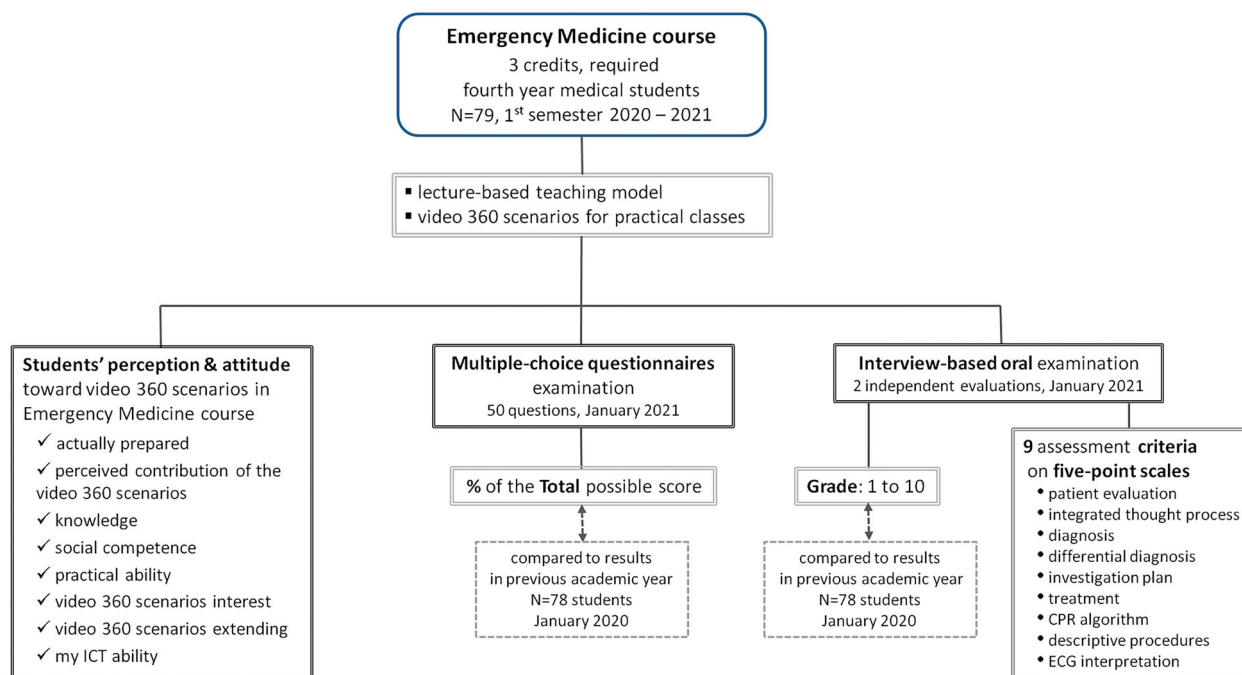 Emergency Medicine course
3 credits, required
fourth year medical students
N=79, 1st semester 2020 – 2021
▪ lecture-based teaching model
▪ video 360 scenarios for practical classes
Students’ perception & attitude
toward video 360 scenarios in
Emergency Medicine course
✓ actually prepared
✓ perceived contribution of the
video 360 scenarios
✓ knowledge
✓ social competence
✓ practical ability
✓ video 360 scenarios interest
✓ video 360 scenarios extending
✓ my ICT ability
Multiple-choice questionnaires
examination
50 questions, January 2021
% of the Total possible score
compared to results
in previous academic year
N=78 students
January 2020
Interview-based oral examination
2 independent evaluations, January 2021
Grade: 1 to 10
compared to results
in previous academic year
N=78 students
January 2020
9 assessment criteria
on five-point scales
• patient evaluation
• integrated thought process
• diagnosis
• differential diagnosis
• investigation plan
• treatment
• CPR algorithm
• descriptive procedures
• ECG interpretation